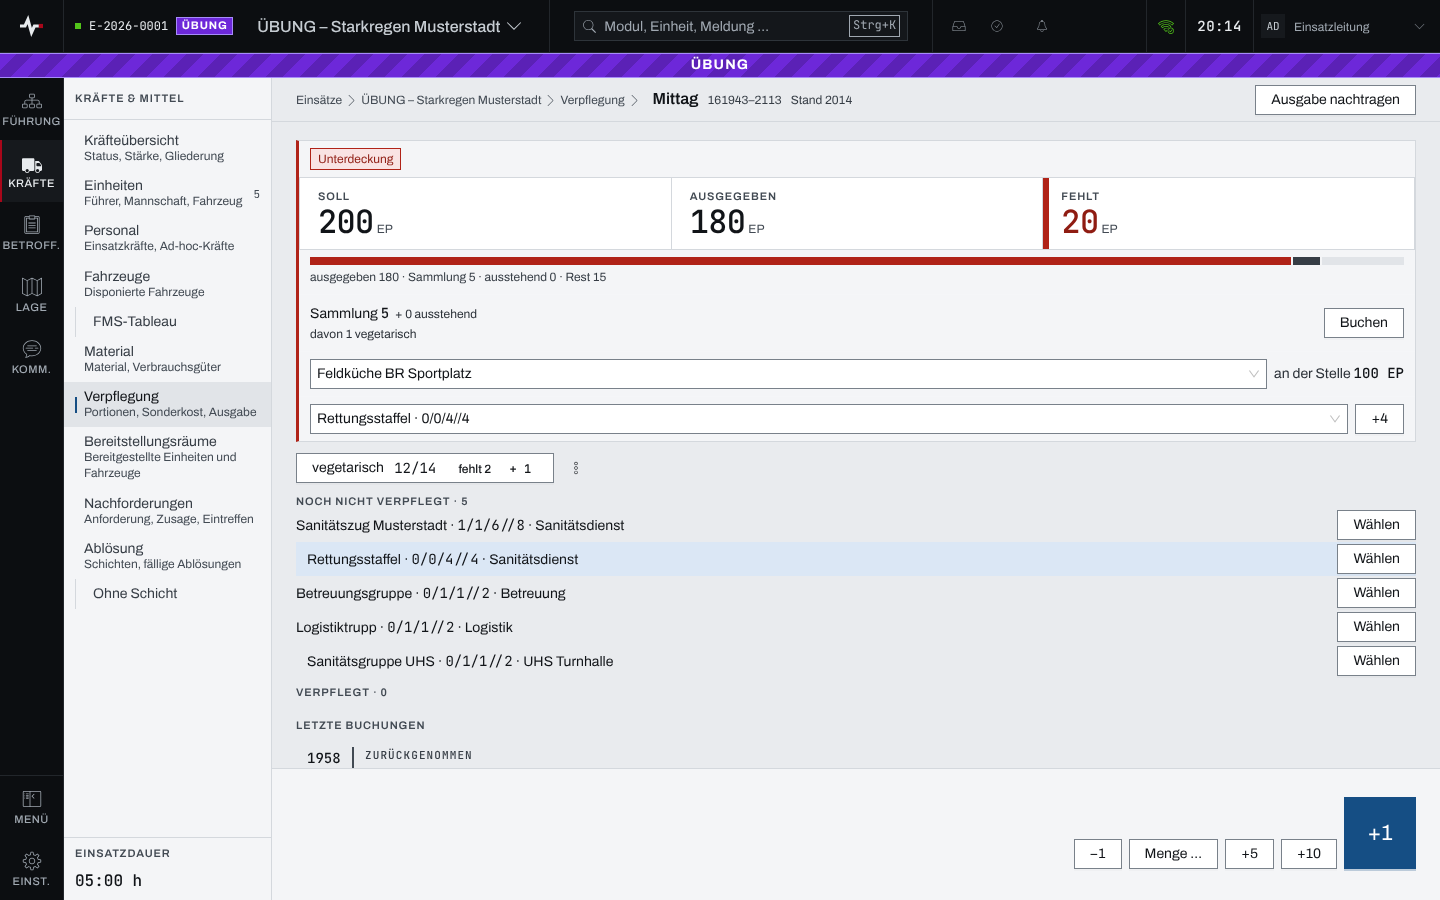 E-2026-0001 ÜBUNG ÜBUNG – Starkregen Musterstadt Modul, Einheit, Meldung ... Strg+K 20:14 AD Einsatzleitung
ÜBUNG
FÜHRUNG
KRÄFTE
BETROFF.
LAGE
KOMM.
MENÜ
EINST.
KRÄFTE & MITTEL
Kräfteübersicht
Status, Stärke, Gliederung
Einheiten
Führer, Mannschaft, Fahrzeug 5
Personal
Einsatzkräfte, Ad-hoc-Kräfte
Fahrzeuge
Disponierte Fahrzeuge
FMS-Tableau
Material
Material, Verbrauchsgüter
Verpflegung
Portionen, Sonderkost, Ausgabe
Bereitstellungsräume
Bereitgestellte Einheiten und
Fahrzeuge
Nachforderungen
Anforderung, Zusage, Eintreffen
Ablösung
Schichten, fällige Ablösungen
Ohne Schicht
EINSATZDAUER
05:00 h
Einsätze ÜBUNG – Starkregen Musterstadt Verpflegung Mittag 161943–2113 Stand 2014 Ausgabe nachtragen
Unterdeckung
SOLL
200 EP
AUSGEGEBEN
180 EP
FEHLT
20 EP
ausgegeben 180 · Sammlung 5 · ausstehend 0 · Rest 15
Sammlung 5 + 0 ausstehend
davon 1 vegetarisch
Buchen
Feldküche BR Sportplatz an der Stelle 100 EP
Rettungsstaffel · 0/0/4//4 +4
vegetarisch 12/14 fehlt 2 + 1
NOCH NICHT VERPFLEGT · 5
Sanitätszug Musterstadt · 1/1/6//8 · Sanitätsdienst Wählen
Rettungsstaffel · 0/0/4//4 · Sanitätsdienst Wählen
Betreuungsgruppe · 0/1/1//2 · Betreuung Wählen
Logistiktrupp · 0/1/1//2 · Logistik Wählen
Sanitätsgruppe UHS · 0/1/1//2 · UHS Turnhalle Wählen
VERPFLEGT · 0
LETZTE BUCHUNGEN
1958 ZURÜCKGENOMMEN
−1 Menge ... +5 +10 +1